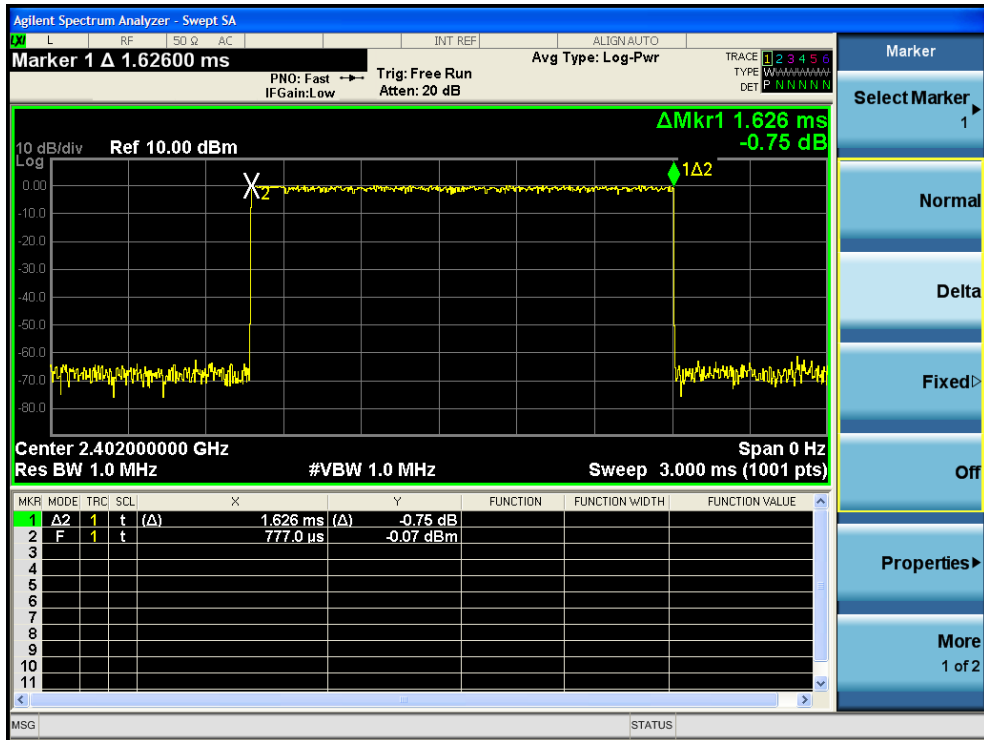 Agilent Spectrum Analyzer - Swept SA
LXI L RF 50 Ω AC INT REF ALIGN AUTO
Marker 1 Δ 1.62600 ms
PNO: Fast
IFGain:Low
Trig: Free Run
Atten: 20 dB
Avg Type: Log-Pwr
TRACE 1 2 3 4 5 6
TYPE WWWWWWW
DET P N N N N N
ΔMkr1 1.626 ms
-0.75 dB
10 dB/div Ref 10.00 dBm
Log
1Δ2
X2
0.00
-10.0
-20.0
-30.0
-40.0
-50.0
-60.0
-70.0
-80.0
Center 2.402000000 GHz Span 0 Hz
Res BW 1.0 MHz #VBW 1.0 MHz Sweep 3.000 ms (1001 pts)
MKR MODE TRC SCL X Y FUNCTION FUNCTION WIDTH FUNCTION VALUE
1 Δ2 1 t (Δ) 1.626 ms (Δ) -0.75 dB
2 F 1 t 777.0 µs -0.07 dBm
3
4
5
6
7
8
9
10
11
MSG STATUS
Marker
Select Marker
1
Normal
Delta
Fixed
Off
Properties
More
1 of 2